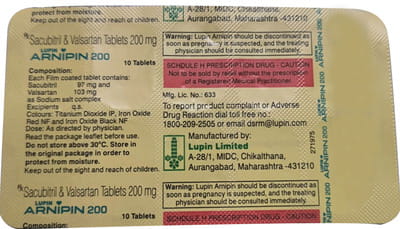 protect from moisture.
Keep out of the sight and reach of children.
A-28/1, MIDC, Chikalthana,
Aurangabad, Maharashtra -431210
Rx Sacubitril & Valsartan Tablets 200 mg
LUPIN
ARNIPIN 200
10 Tablets
Composition:
Each Film coated tablet contains:
Sacubitril 97 mg and
Valsartan 103 mg
as Sodium salt complex
Excipients q.s.
Colours: Titanium Dioxide IP, Iron Oxide
Red NF and Iron Oxide Black NF
Dose: As directed by physician.
Read the package leaflet before use.
Do not store above 30°C. Store in
the original package in order to
protect from moisture.
Keep out of the sight and reach of children.
Warning: Lupin Arnipin should be discontinued as
soon as pregnancy is suspected, and the treating
physician should be consulted immediately.
SCHEDULE H PRESCRIPTION DRUG - CAUTION
Not to be sold by retail without the prescription
of a Registered Medical Practitioner.
Mfg. Lic. No.: 633
To report product complaint or Adverse
Drug Reaction dial toll free no.:
1800-209-2505 or email dsrm@lupin.com
Manufactured by:
Lupin Limited
A-28/1, MIDC, Chikalthana,
Aurangabad, Maharashtra -431210
271975
Rx Sacubitril & Valsartan Tablets 200 mg
LUPIN
ARNIPIN 200
10 Tablets
Composition:
Warning: Lupin Arnipin should be discontinued as
soon as pregnancy is suspected, and the treating
physician should be consulted immediately.
SCHEDULE H PRESCRIPTION DRUG - CAUTION